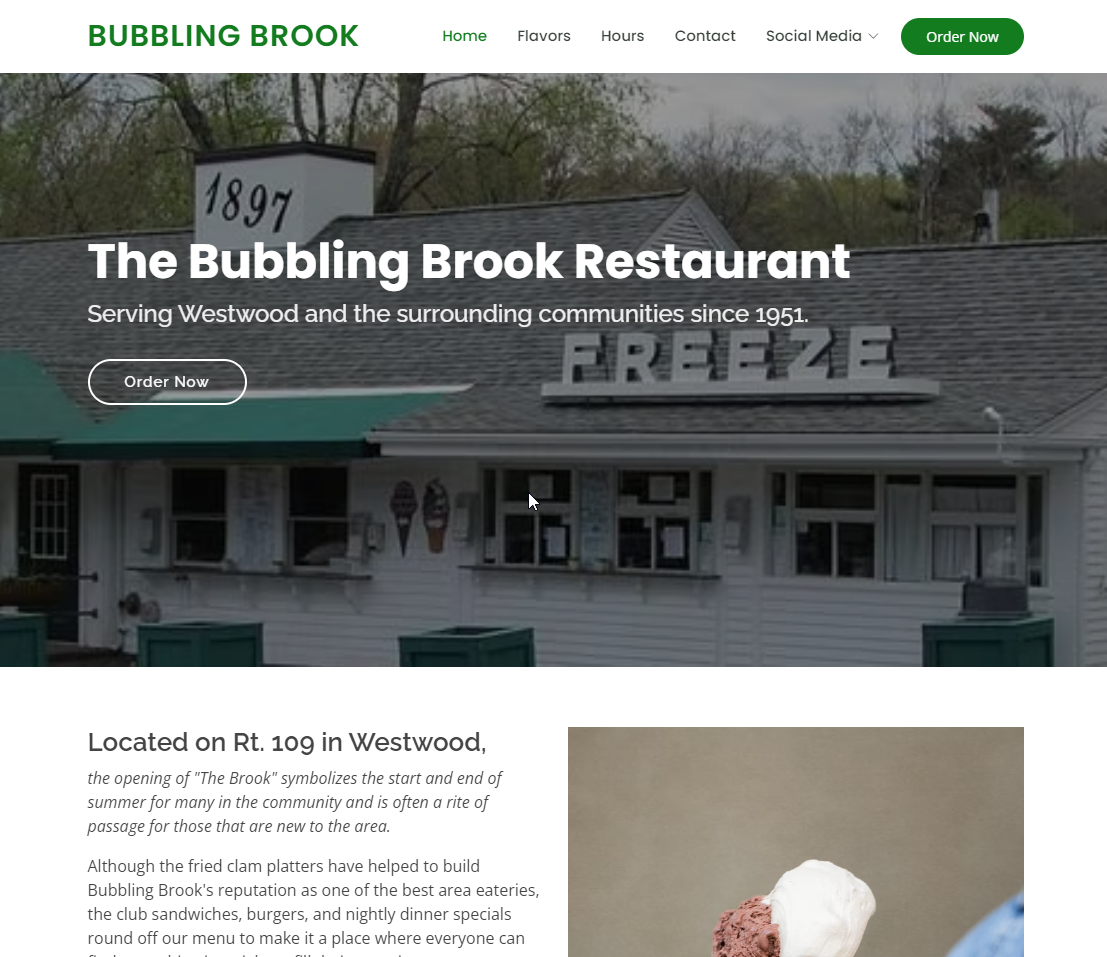 BUBBLING BROOK
Home
Flavors
Hours
Contact
Social Media
Order Now
1897
The Bubbling Brook Restaurant
Serving Westwood and the surrounding communities since 1951.
FREEZE
Order Now
Located on Rt. 109 in Westwood,
the opening of "The Brook" symbolizes the start and end of
summer for many in the community and is often a rite of
passage for those that are new to the area.
Although the fried clam platters have helped to build
Bubbling Brook's reputation as one of the best area eateries,
the club sandwiches, burgers, and nightly dinner specials
round off our menu to make it a place where everyone can